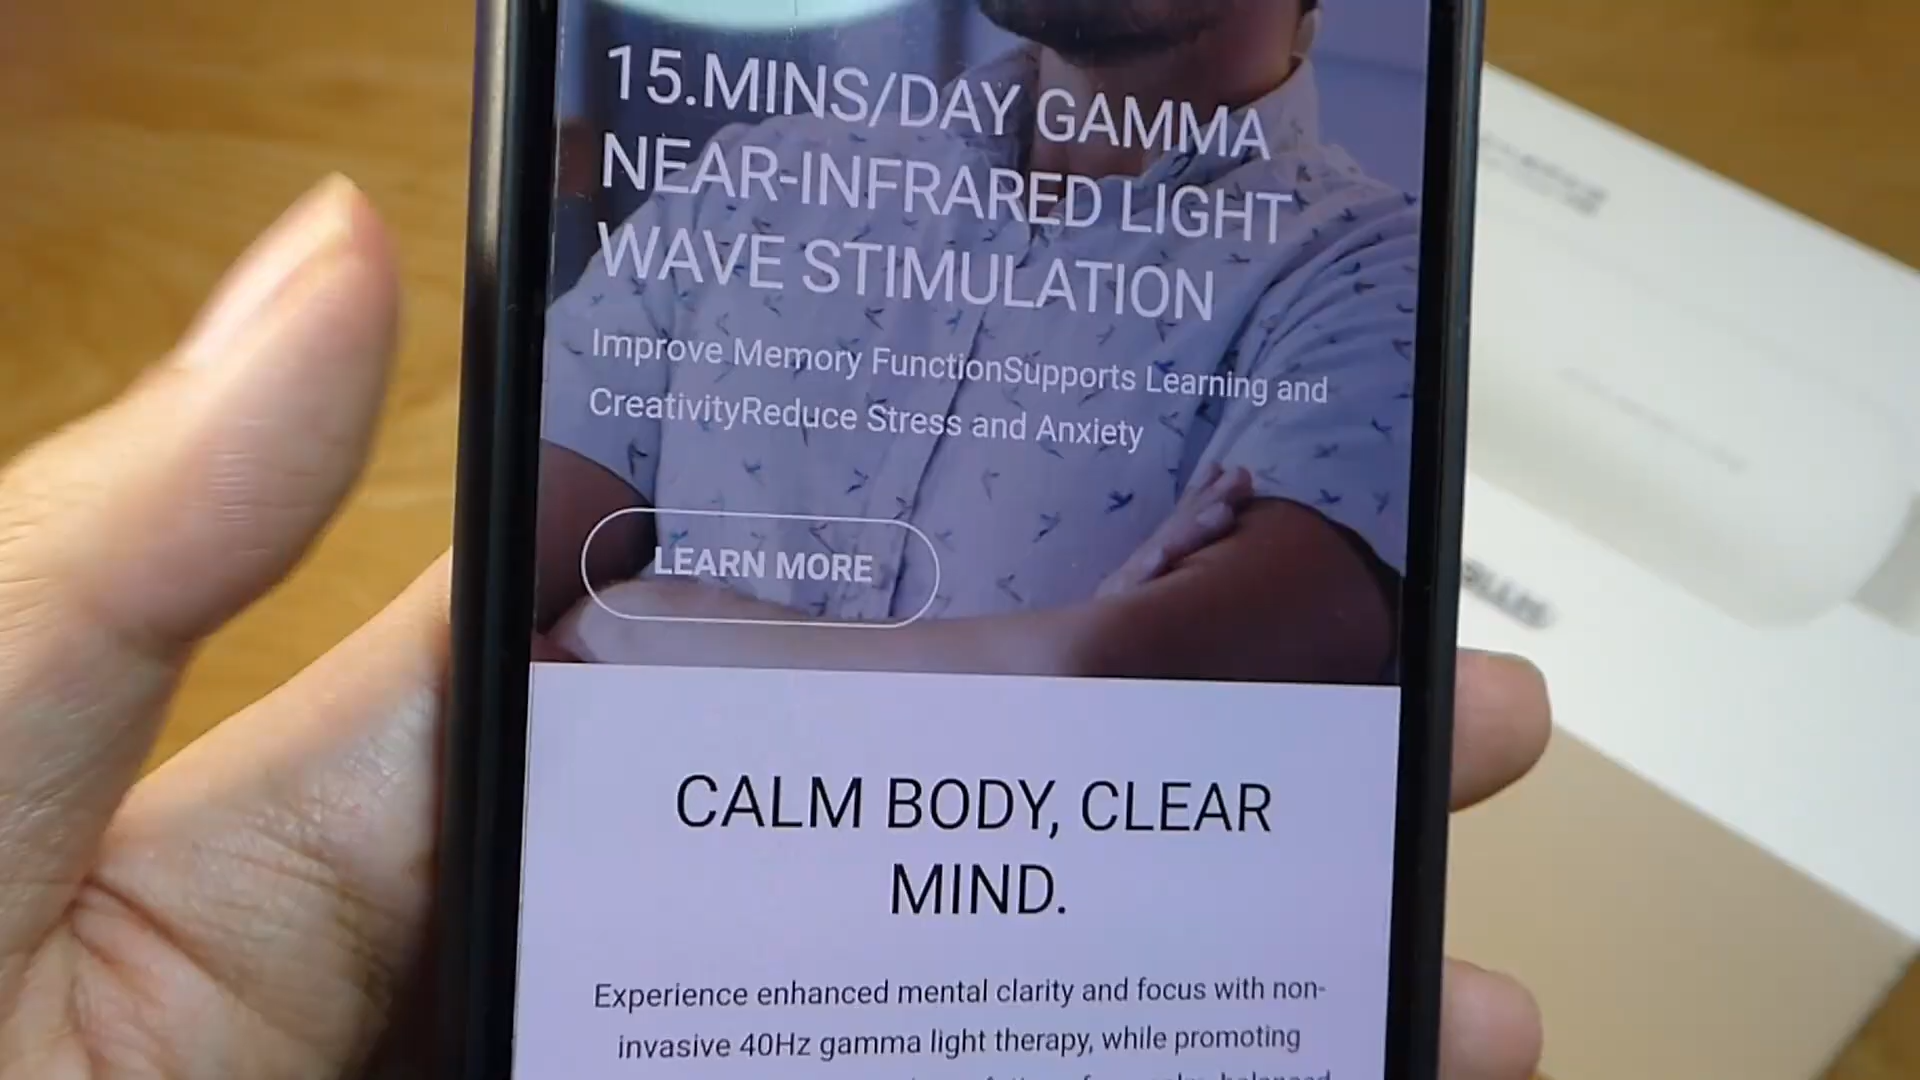 15.MINS/DAY GAMMA
NEAR-INFRARED LIGHT
WAVE STIMULATION
Improve Memory FunctionSupports Learning and
CreativityReduce Stress and Anxiety
LEARN MORE
CALM BODY, CLEAR
MIND.
Experience enhanced mental clarity and focus with non-
invasive 40Hz gamma light therapy, while promoting